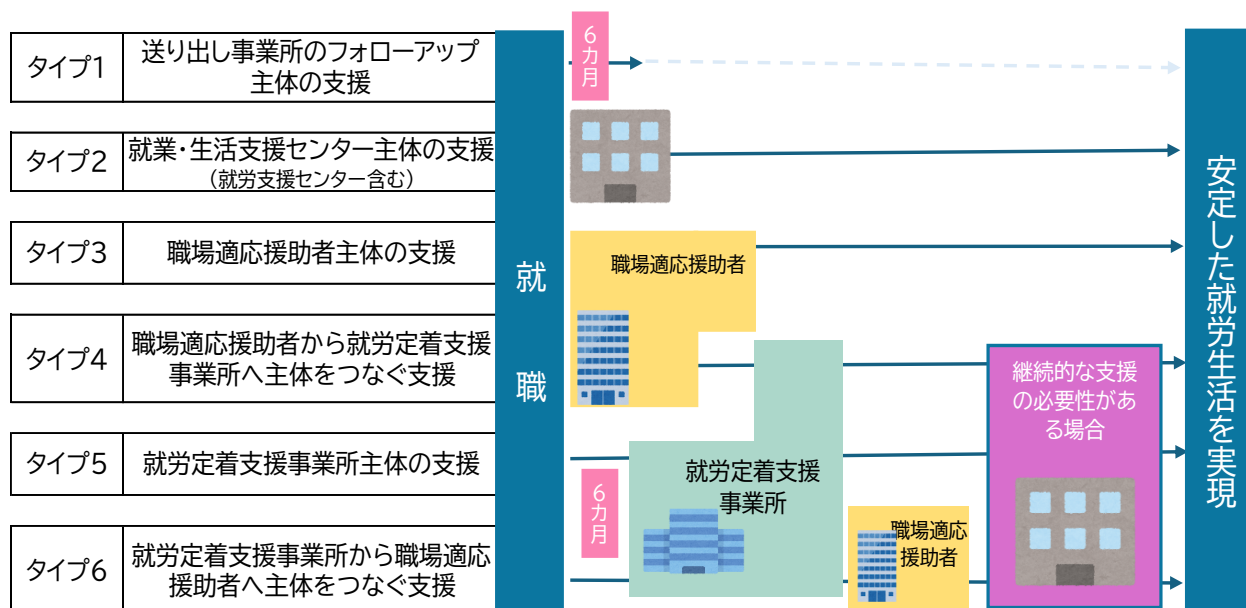 タイプ1
送り出し事業所のフォローアップ
主体の支援
タイプ2
就業・生活支援センター主体の支援
（就労支援センター含む）
タイプ3
職場適応援助者主体の支援
タイプ4
職場適応援助者から就労定着支援
事業所へ主体をつなぐ支援
タイプ5
就労定着支援事業所主体の支援
タイプ6
就労定着支援事業所から職場適応
援助者へ主体をつなぐ支援
就職
6カ月
職場適応援助者
6カ月
就労定着支援
事業所
職場適応
援助者
継続的な支援
の必要性があ
る場合
安定した就労生活を実現